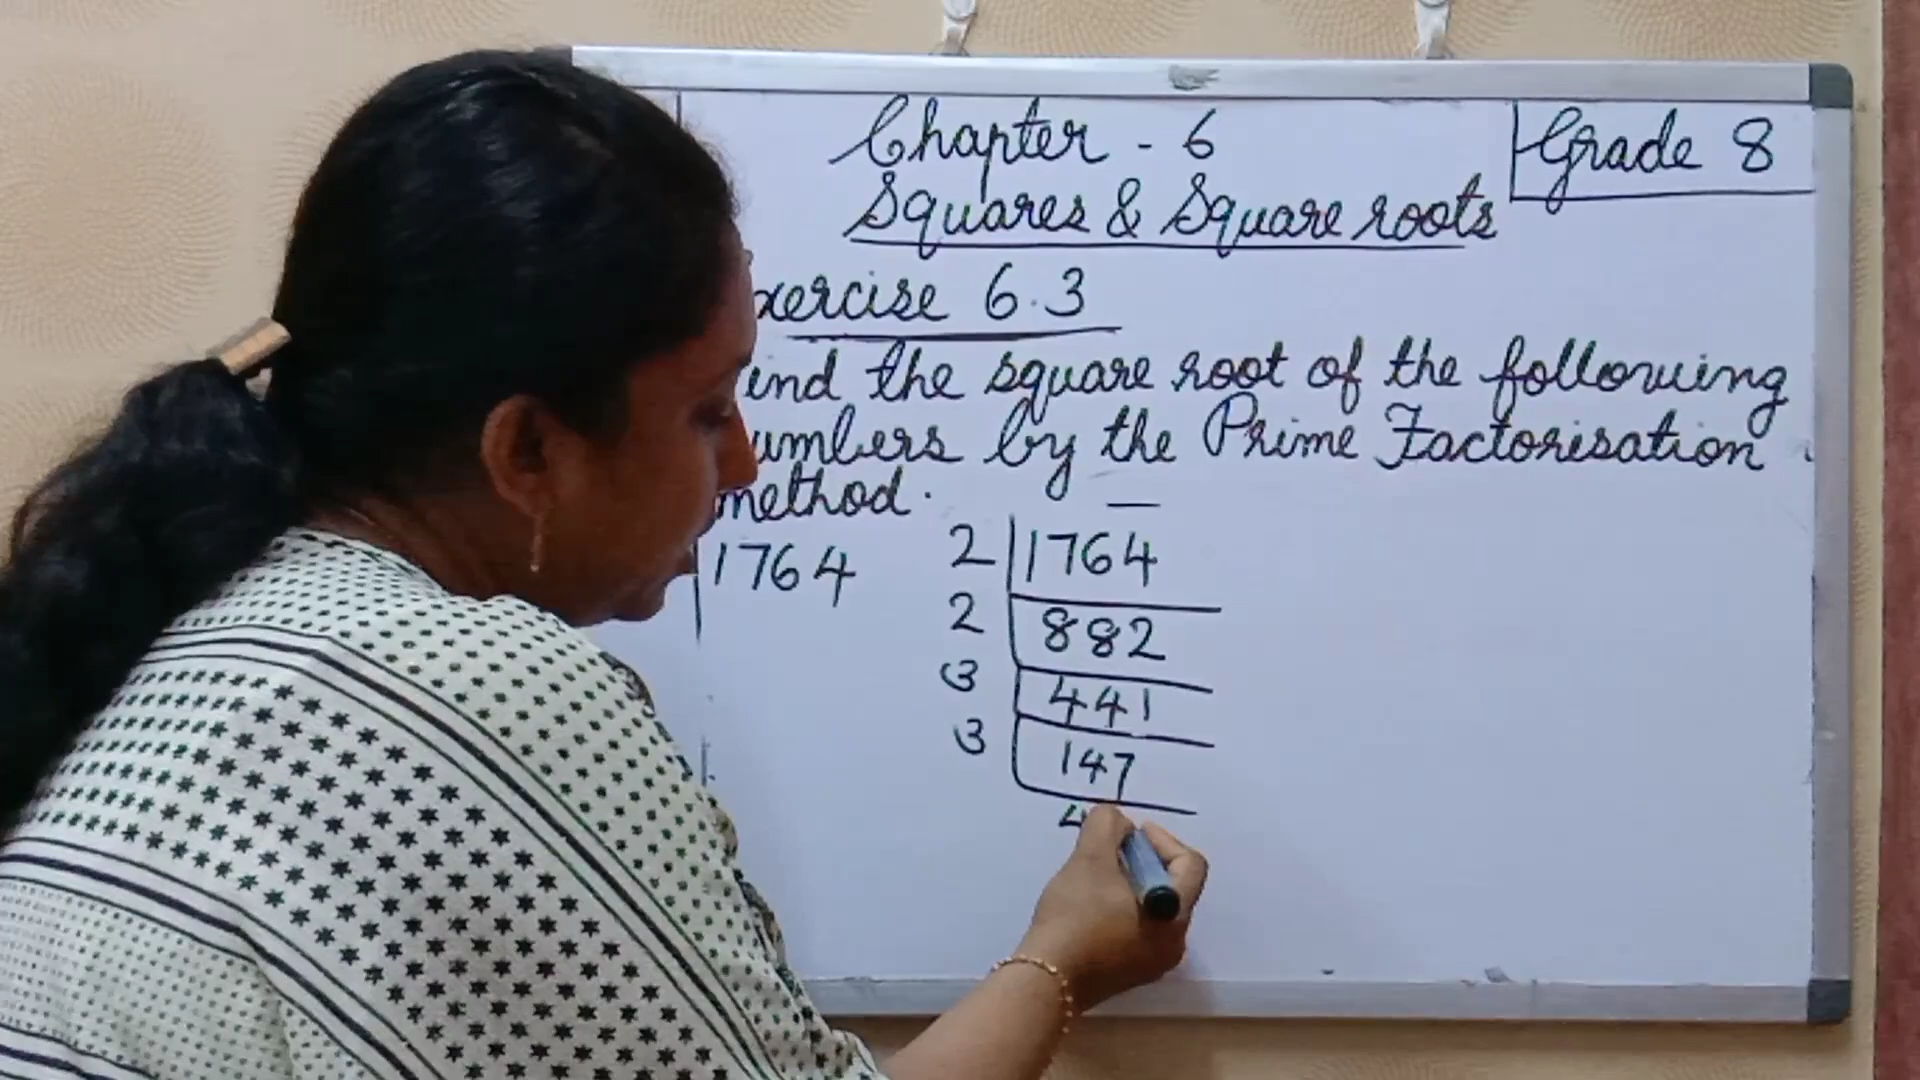 Chapter - 6
Grade 8
Squares & Square roots
xercise 6.3
ind the square root of the following
umbers by the Prime Factorisation
method.
1764
2 1764
2 882
3 441
3 147
4